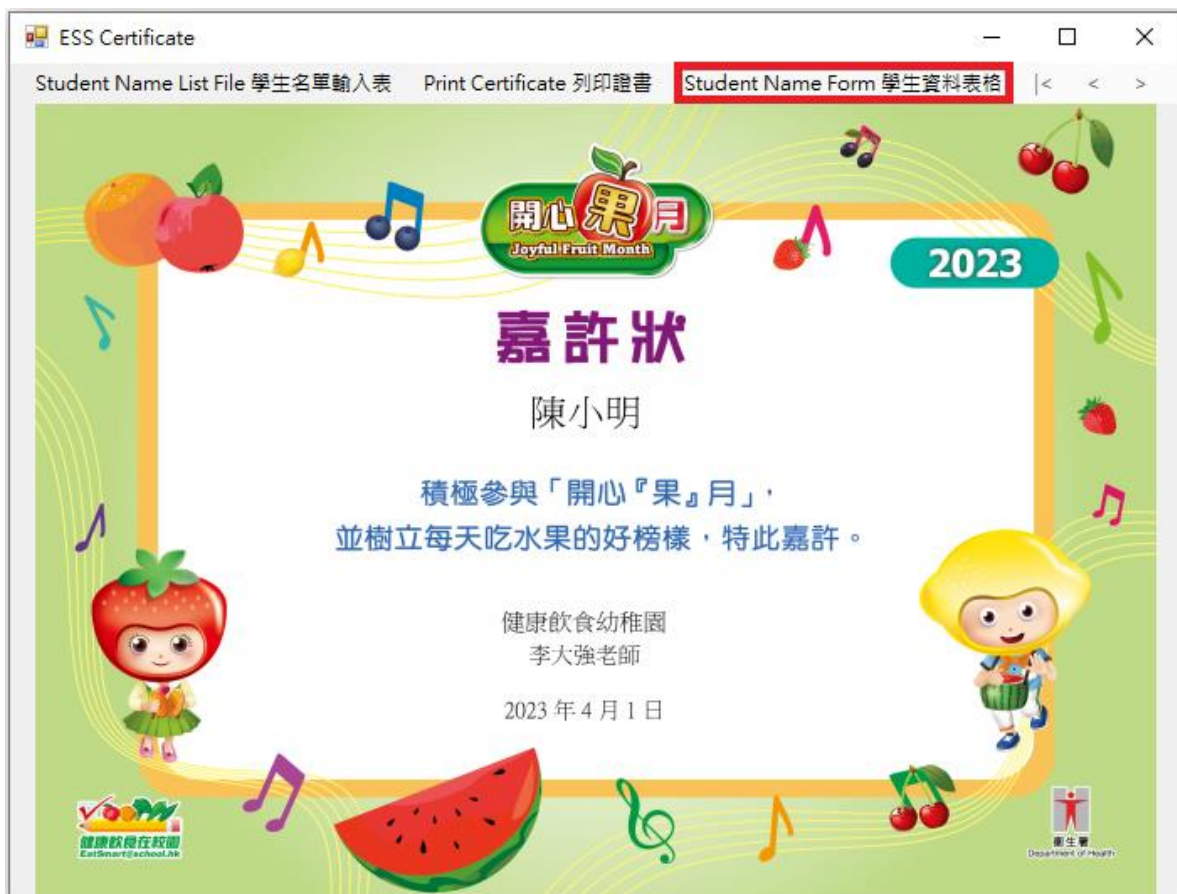 ESS Certificate
Student Name List File 學生名單輸入表 Print Certificate 列印證書 Student Name Form 學生資料表格 |< < >
開心果月
Joyful Fruit Month
2023
嘉許狀
陳小明
積極參與「開心『果』月」，
並樹立每天吃水果的好榜樣，特此嘉許。
健康飲食幼稚園
李大強老師
2023 年 4 月 1 日
健康飲食在校園
EatSmart@school.hk
衞生署
Department of Health